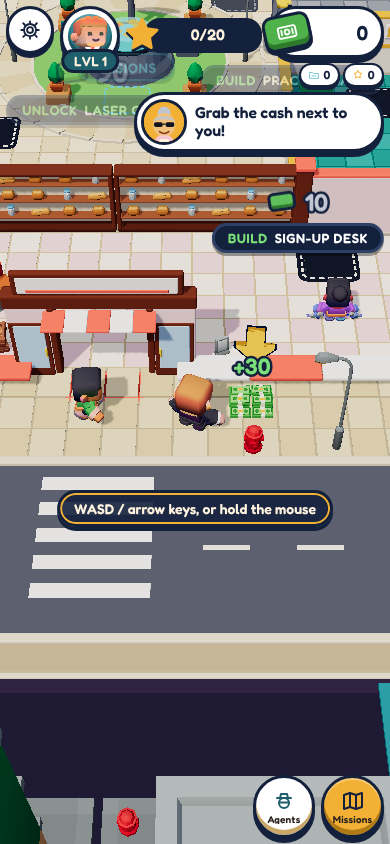 0/20
0
LVL 1
MISSIONS
BUILD PRAC
0
0
UNLOCK LASER G
Grab the cash next to
you!
10
BUILD SIGN-UP DESK
+30
WASD / arrow keys, or hold the mouse
Agents
Missions